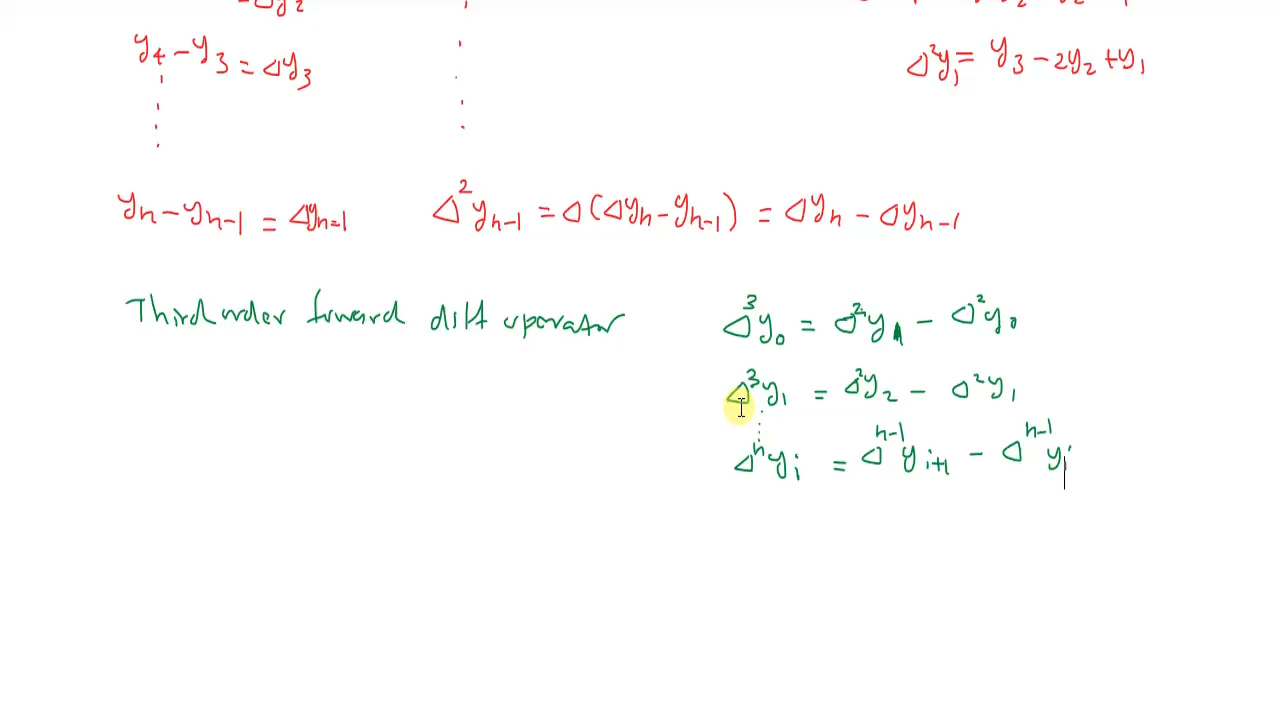 y₄ - y₃ = Δy₃
Δ²y₁ = y₃ - 2y₂ + y₁
yₙ - yₙ₋₁ = Δyₙ₌₁
Δ²yₙ₋₁ = Δ(Δyₙ - yₙ₋₁) = Δyₙ - Δyₙ₋₁
Third order forward diff operator
Δ³y₀ = Δ²y₁ - Δ²y₀
Δ³y₁ = Δ²y₂ - Δ²y₁
Δⁿyᵢ = Δⁿ⁻¹yᵢ₊₁ - Δⁿ⁻¹yᵢ